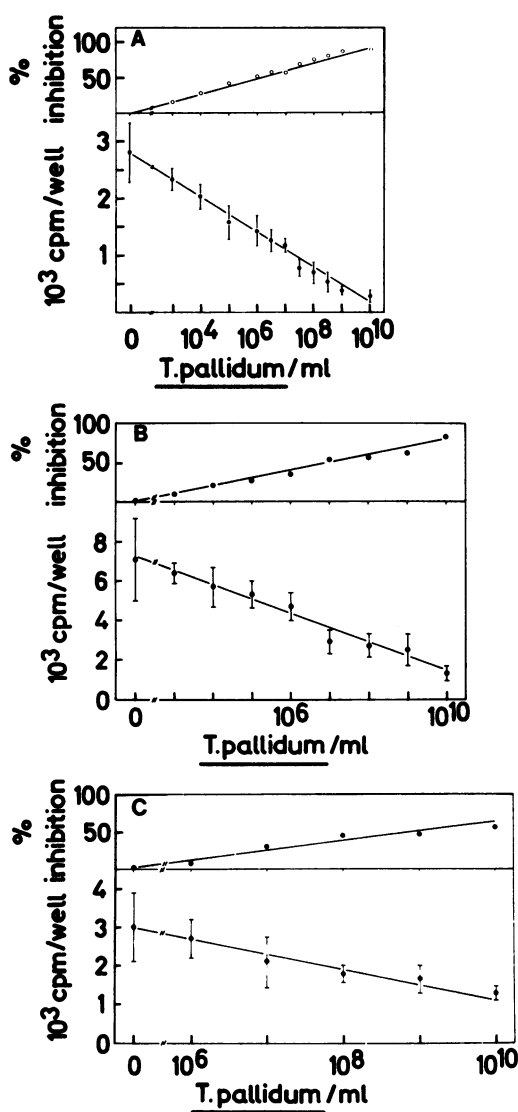 A
100
50
% inhibition
3
2
1
10³ cpm/well
0 10⁴ 10⁶ 10⁸ 10¹⁰
T.pallidum/ml
B
100
50
% inhibition
8
6
4
2
0
10³ cpm/well
0 10⁶ 10¹⁰
T.pallidum/ml
C
100
50
% inhibition
4
3
2
1
0
10³ cpm/well
0 10⁶ 10⁸ 10¹⁰
T.pallidum/ml